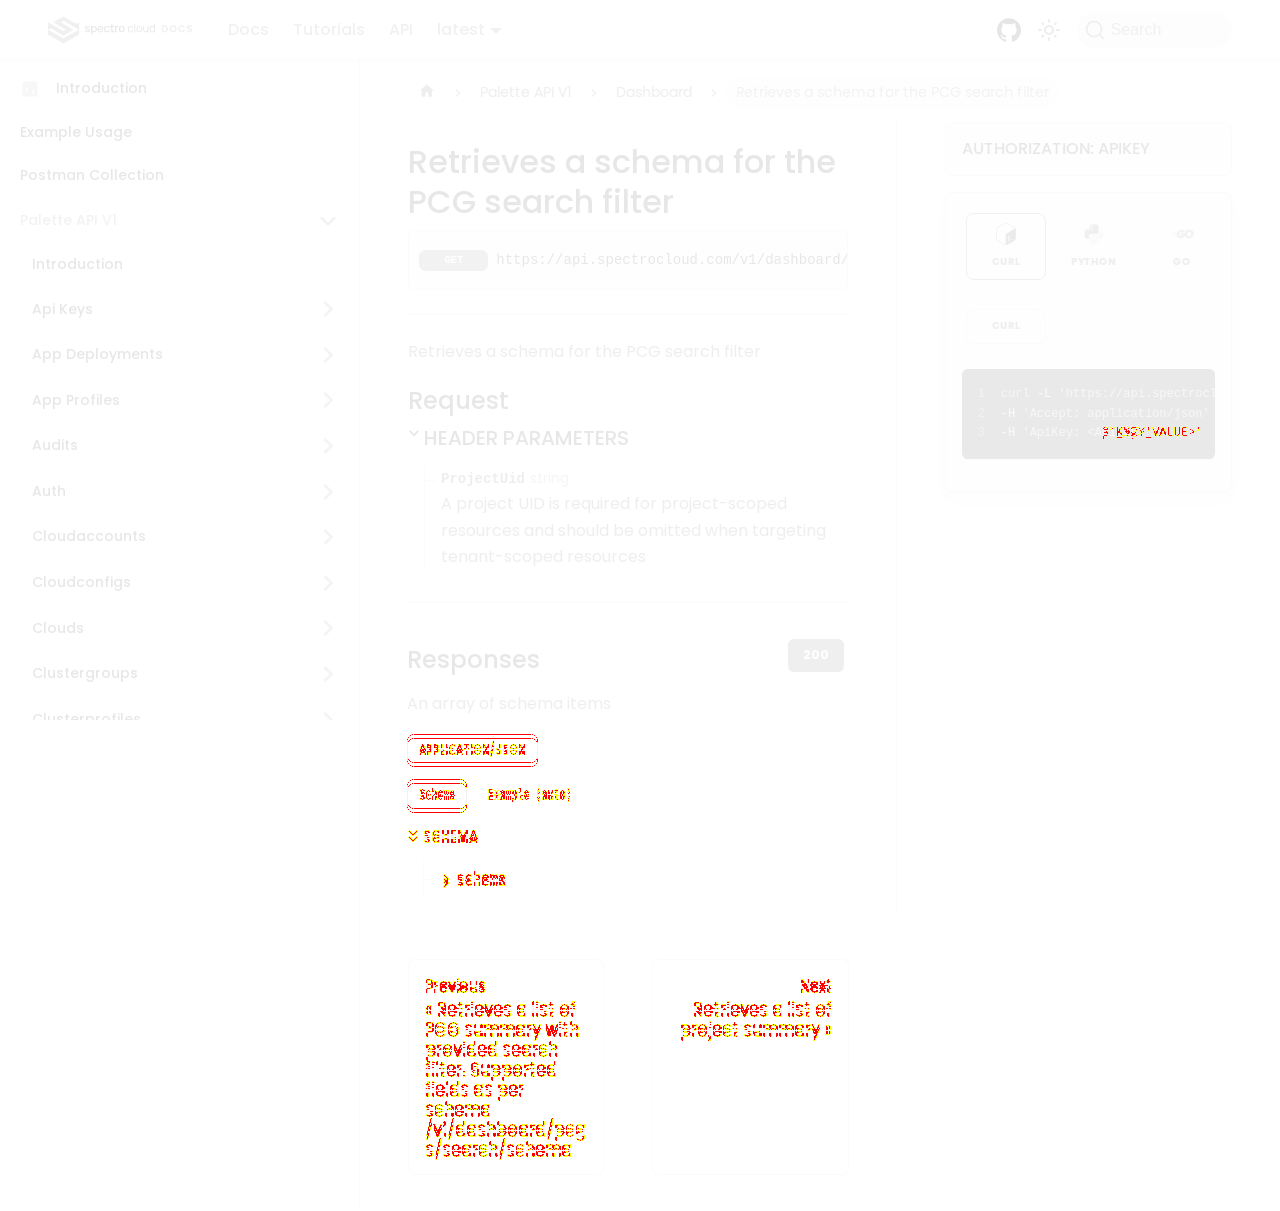 spectro cloud DOCS
Docs
Tutorials
API
latest
Search
Introduction
Example Usage
Postman Collection
Palette API V1
Introduction
Api Keys
App Deployments
App Profiles
Audits
Auth
Cloudaccounts
Cloudconfigs
Clouds
Clustergroups
Clusterprofiles
Palette API V1
Dashboard
Retrieves a schema for the PCG search filter
Retrieves a schema for the
PCG search filter
GET https://api.spectrocloud.com/v1/dashboard/
Retrieves a schema for the PCG search filter
Request
HEADER PARAMETERS
ProjectUid string
A project UID is required for project-scoped
resources and should be omitted when targeting
tenant-scoped resources
Responses
200
An array of schema items
APPLICATION/JSON
Schema
Example (auto)
SCHEMA
schema
Previous
« Retrieves a list of
PCG summary with
provided search
filter. Supported
fields as per
schema
/v1/dashboard/pcg
s/search/schema
Next
Retrieves a list of
project summary »
AUTHORIZATION: APIKEY
CURL
PYTHON
GO
GO
CURL
1 curl -L 'https://api.spectrocl
2 -H 'Accept: application/json'
3 -H 'ApiKey: